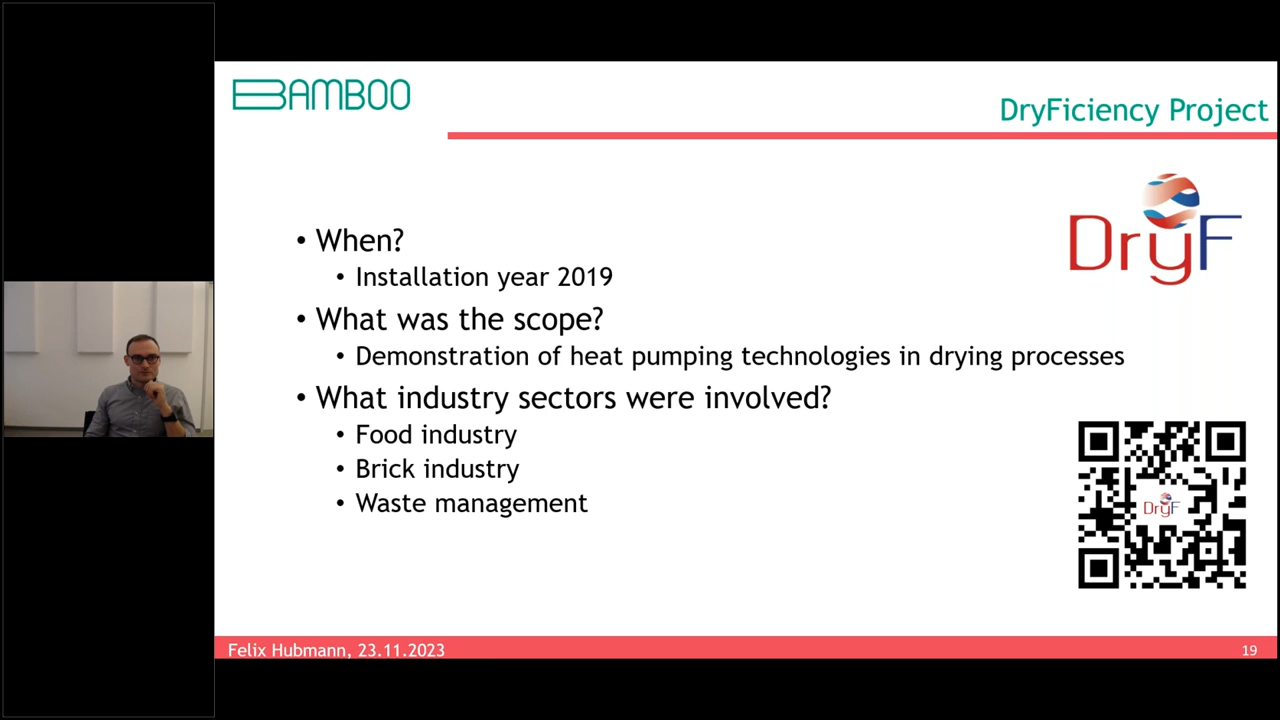 BAMBOO
DryFiciency Project
DryF
• When?
• Installation year 2019
• What was the scope?
• Demonstration of heat pumping technologies in drying processes
• What industry sectors were involved?
• Food industry
• Brick industry
• Waste management
DryF
Felix Hubmann, 23.11.2023
19